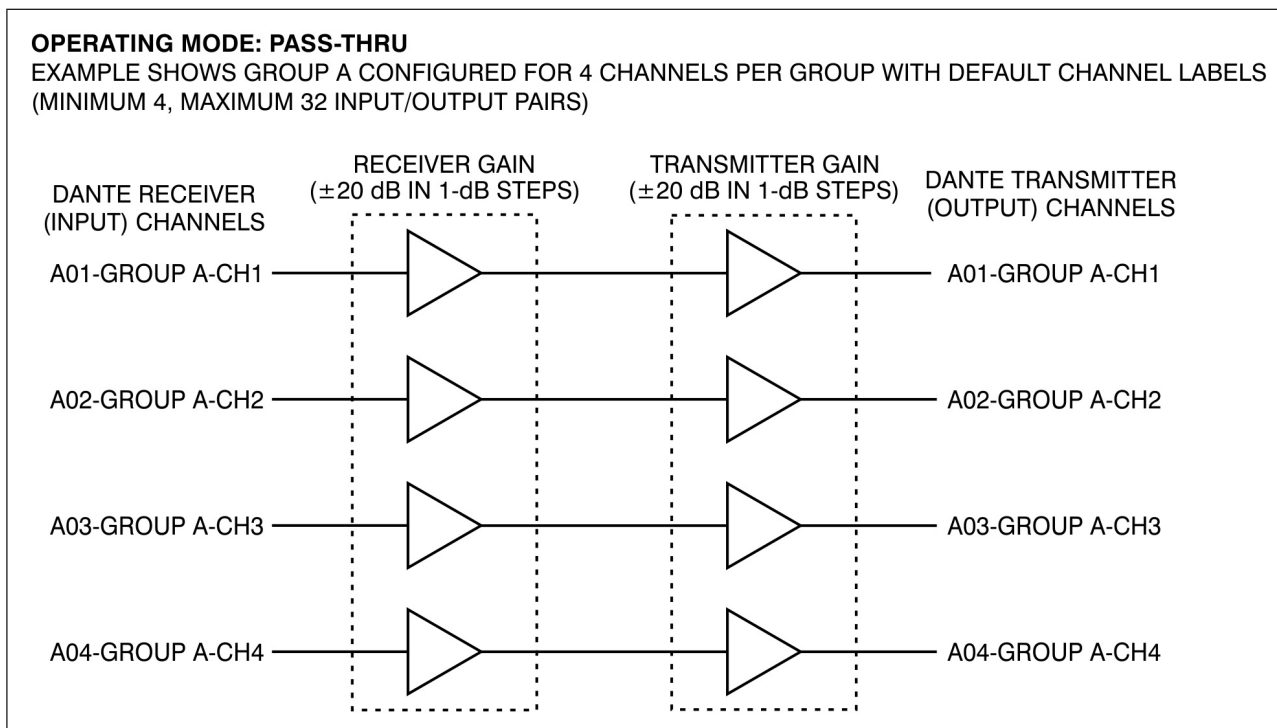 OPERATING MODE: PASS-THRU
EXAMPLE SHOWS GROUP A CONFIGURED FOR 4 CHANNELS PER GROUP WITH DEFAULT CHANNEL LABELS
(MINIMUM 4, MAXIMUM 32 INPUT/OUTPUT PAIRS)
DANTE RECEIVER
(INPUT) CHANNELS
RECEIVER GAIN
(±20 dB IN 1-dB STEPS)
TRANSMITTER GAIN
(±20 dB IN 1-dB STEPS)
DANTE TRANSMITTER
(OUTPUT) CHANNELS
A01-GROUP A-CH1
A01-GROUP A-CH1
A02-GROUP A-CH2
A02-GROUP A-CH2
A03-GROUP A-CH3
A03-GROUP A-CH3
A04-GROUP A-CH4
A04-GROUP A-CH4